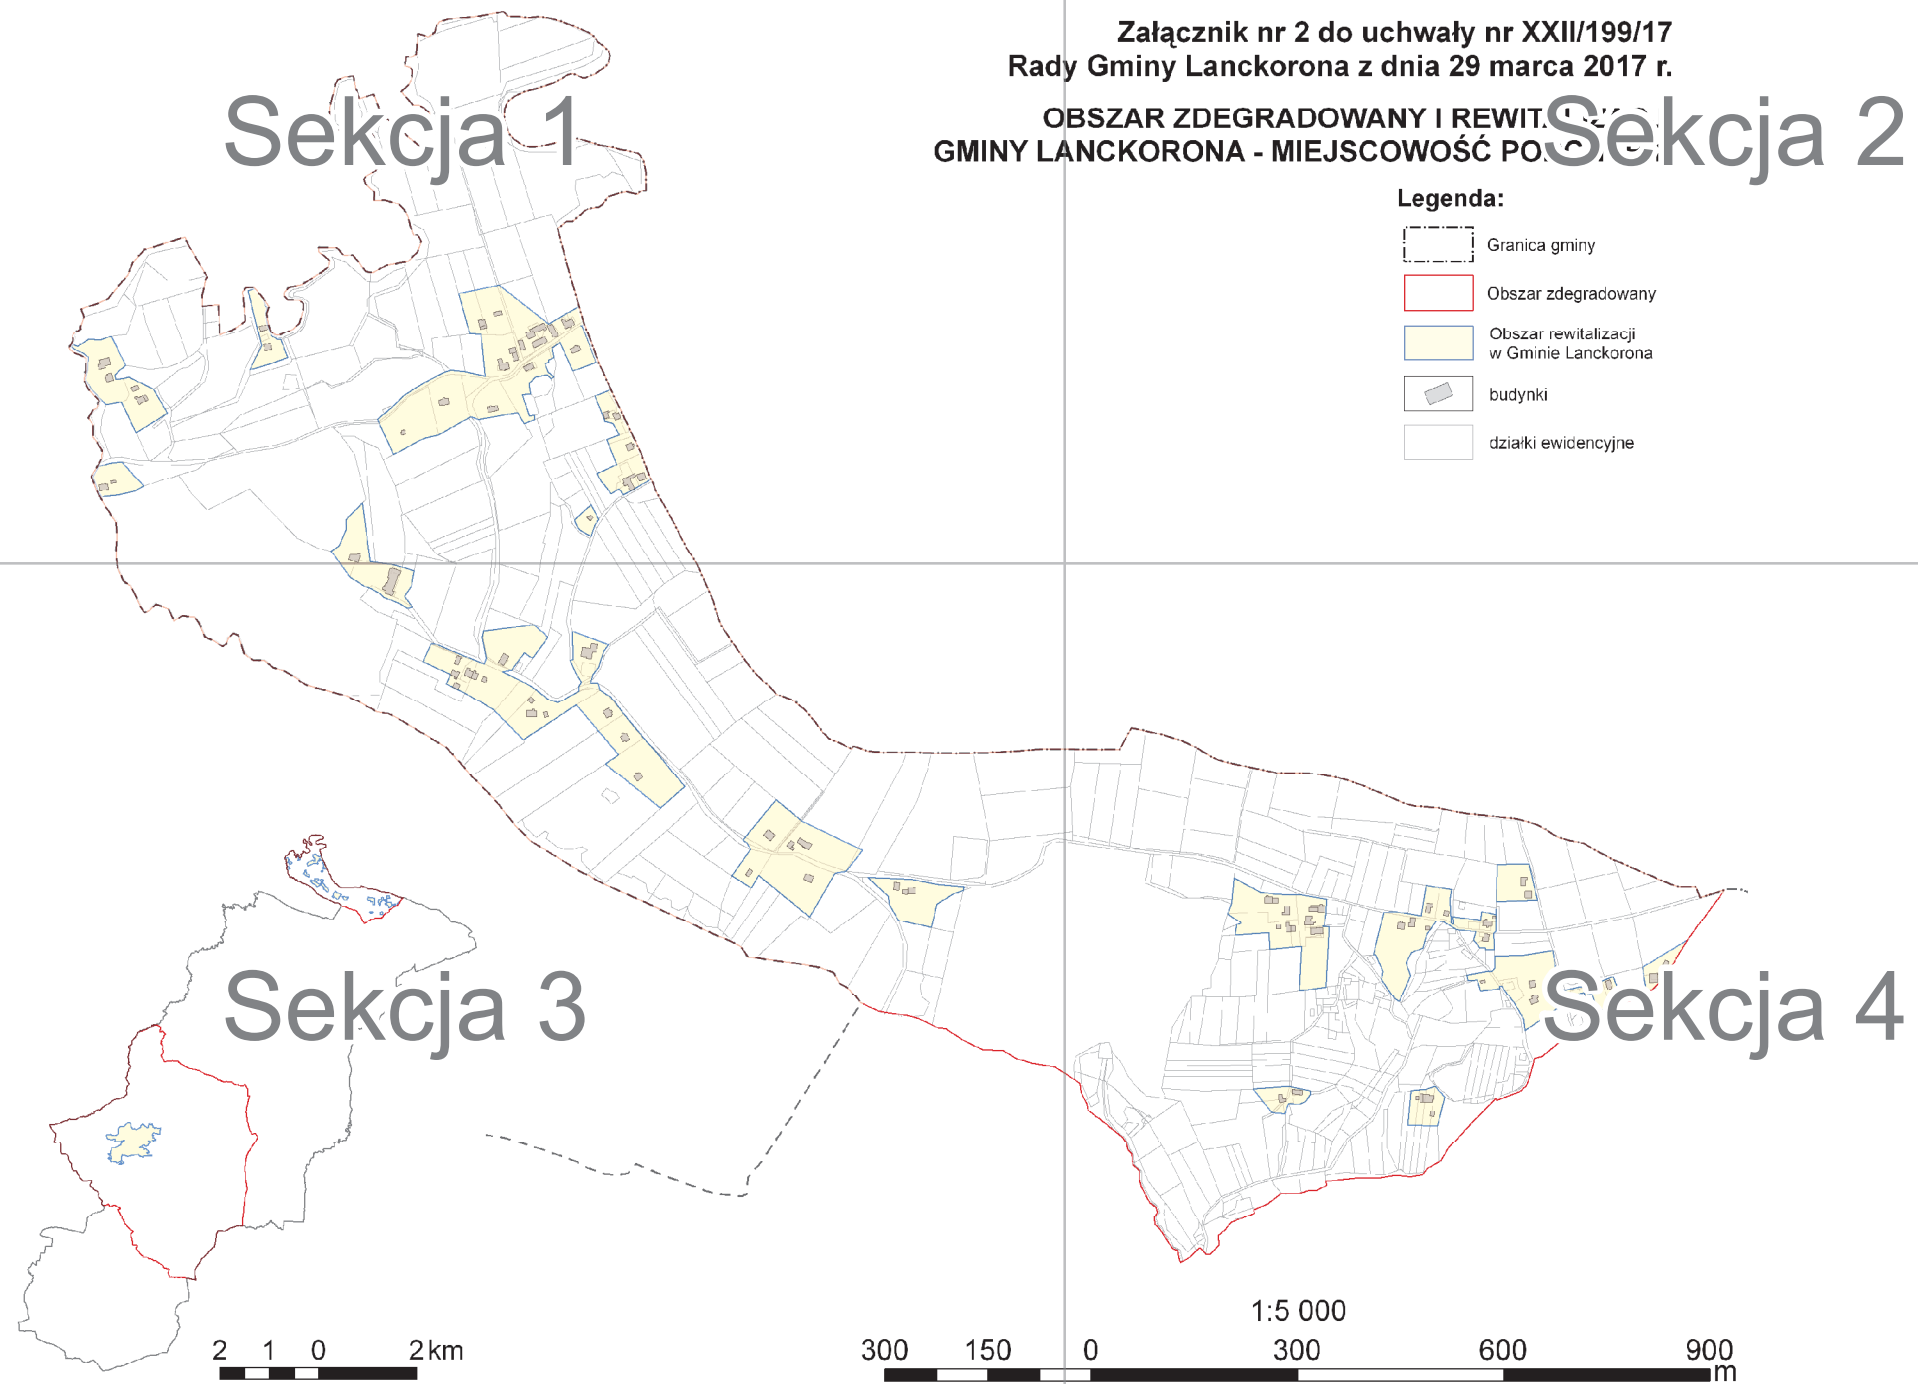 Załącznik nr 2 do uchwały nr XXII/199/17
Rady Gminy Lanckorona z dnia 29 marca 2017 r.
OBSZAR ZDEGRADOWANY I
GMINY LANCKORONA - MIEJSCOWOŚĆ
Sekcja 1
Sekcja 2
Legenda:
Granica gminy
Obszar zdegradowany
Obszar rewitalizacji
w Gminie Lanckorona
budynki
działki ewidencyjne
Sekcja 3
Sekcja 4
1:5 000
2 1 0 2 km
300 150 0 300 600 900
m